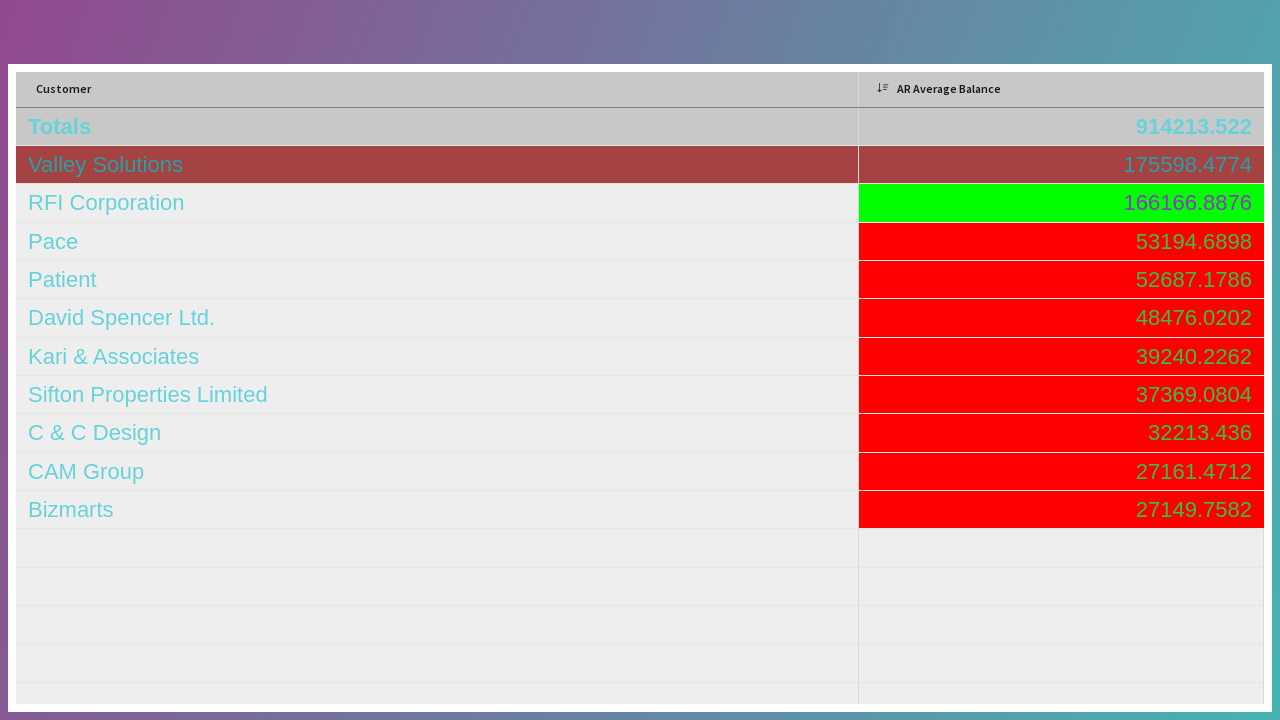 Customer AR Average Balance
Totals 914213.522
Valley Solutions 175598.4774
RFI Corporation 166166.8876
Pace 53194.6898
Patient 52687.1786
David Spencer Ltd. 48476.0202
Kari & Associates 39240.2262
Sifton Properties Limited 37369.0804
C & C Design 32213.436
CAM Group 27161.4712
Bizmarts 27149.7582